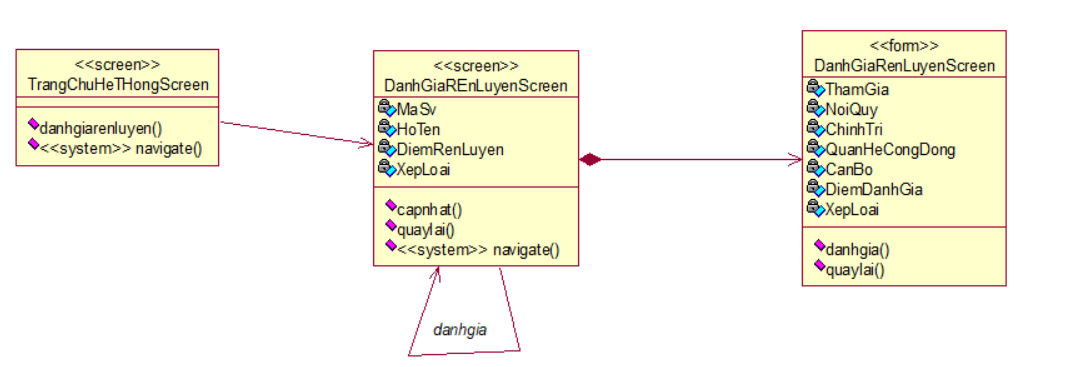 <<screen>>
TrangChuHeTHongScreen
danhgiarenluyen()
<<system>> navigate()
<<screen>>
DanhGiaREnLuyenScreen
MaSv
HoTen
DiemRenLuyen
XepLoai
capnhat()
quaylai()
<<system>> navigate()
danhgia
<<form>>
DanhGiaRenLuyenScreen
ThamGia
NoiQuy
ChinhTri
QuanHeCongDong
CanBo
DiemDanhGia
XepLoai
danhgia()
quaylai()